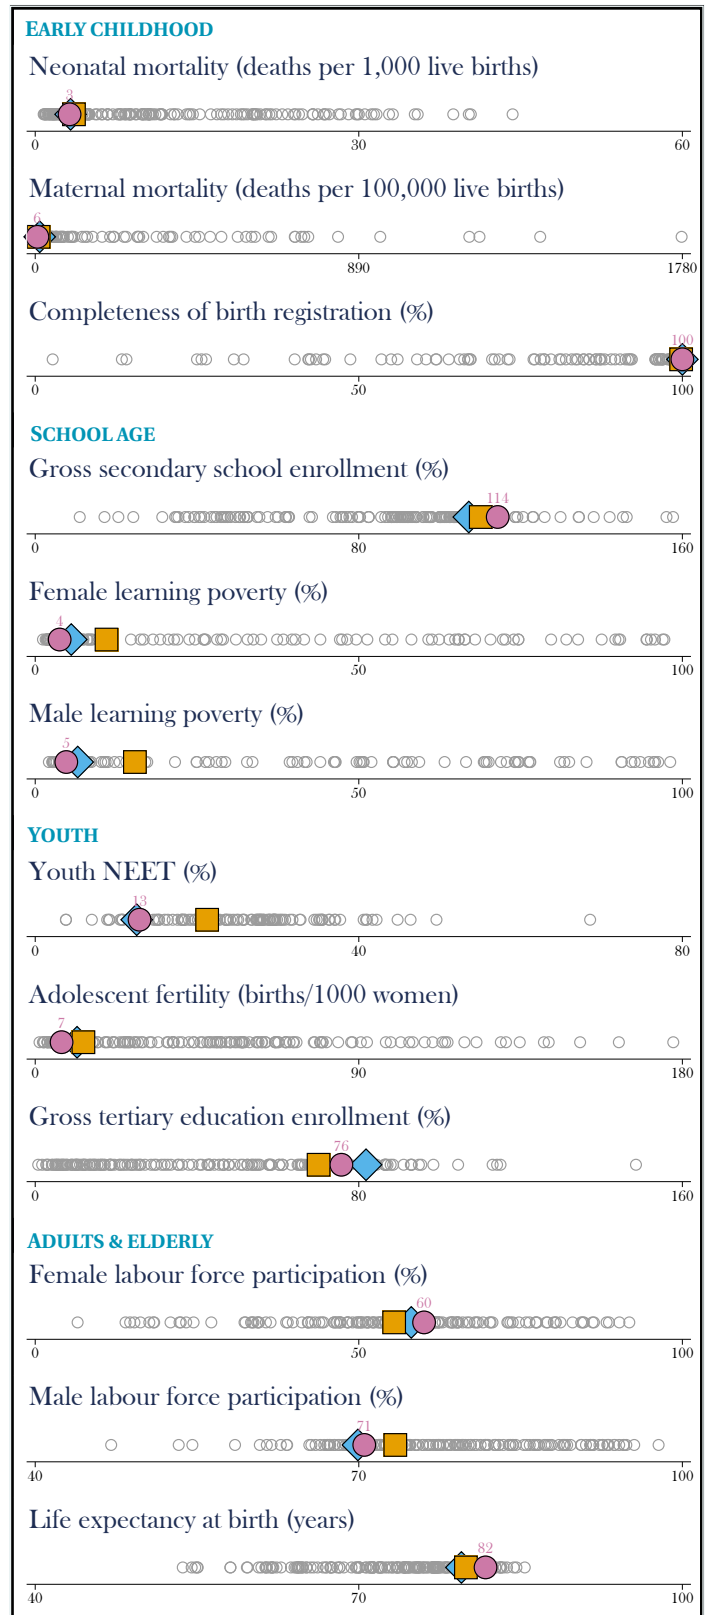 EARLY CHILDHOOD
Neonatal mortality (deaths per 1,000 live births)
3
0 30 60
Maternal mortality (deaths per 100,000 live births)
6
0 890 1780
Completeness of birth registration (%)
100
0 50 100
SCHOOL AGE
Gross secondary school enrollment (%)
114
0 80 160
Female learning poverty (%)
4
0 50 100
Male learning poverty (%)
5
0 50 100
YOUTH
Youth NEET (%)
13
0 40 80
Adolescent fertility (births/1000 women)
7
0 90 180
Gross tertiary education enrollment (%)
76
0 80 160
ADULTS & ELDERLY
Female labour force participation (%)
60
0 50 100
Male labour force participation (%)
71
40 70 100
Life expectancy at birth (years)
82
40 70 100